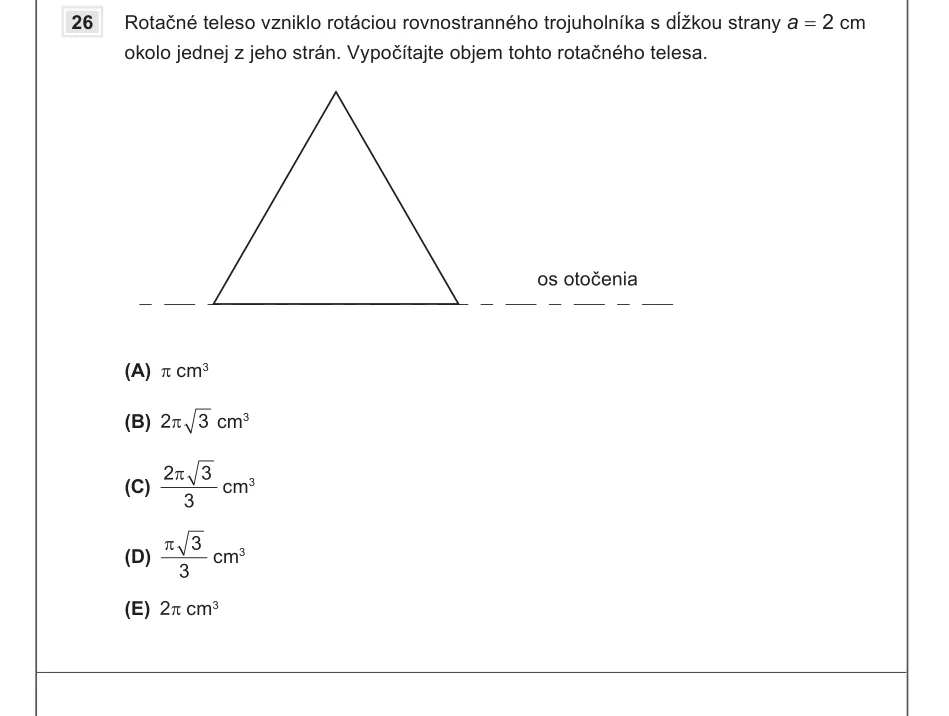 26 Rotačné teleso vzniklo rotáciou rovnostranného trojuholníka s dĺžkou strany a = 2 cm
okolo jednej z jeho strán. Vypočítajte objem tohto rotačného telesa.
os otočenia
(A) π cm³
(B) 2π√3 cm³
(C) 2π√3/3 cm³
(D) π√3/3 cm³
(E) 2π cm³